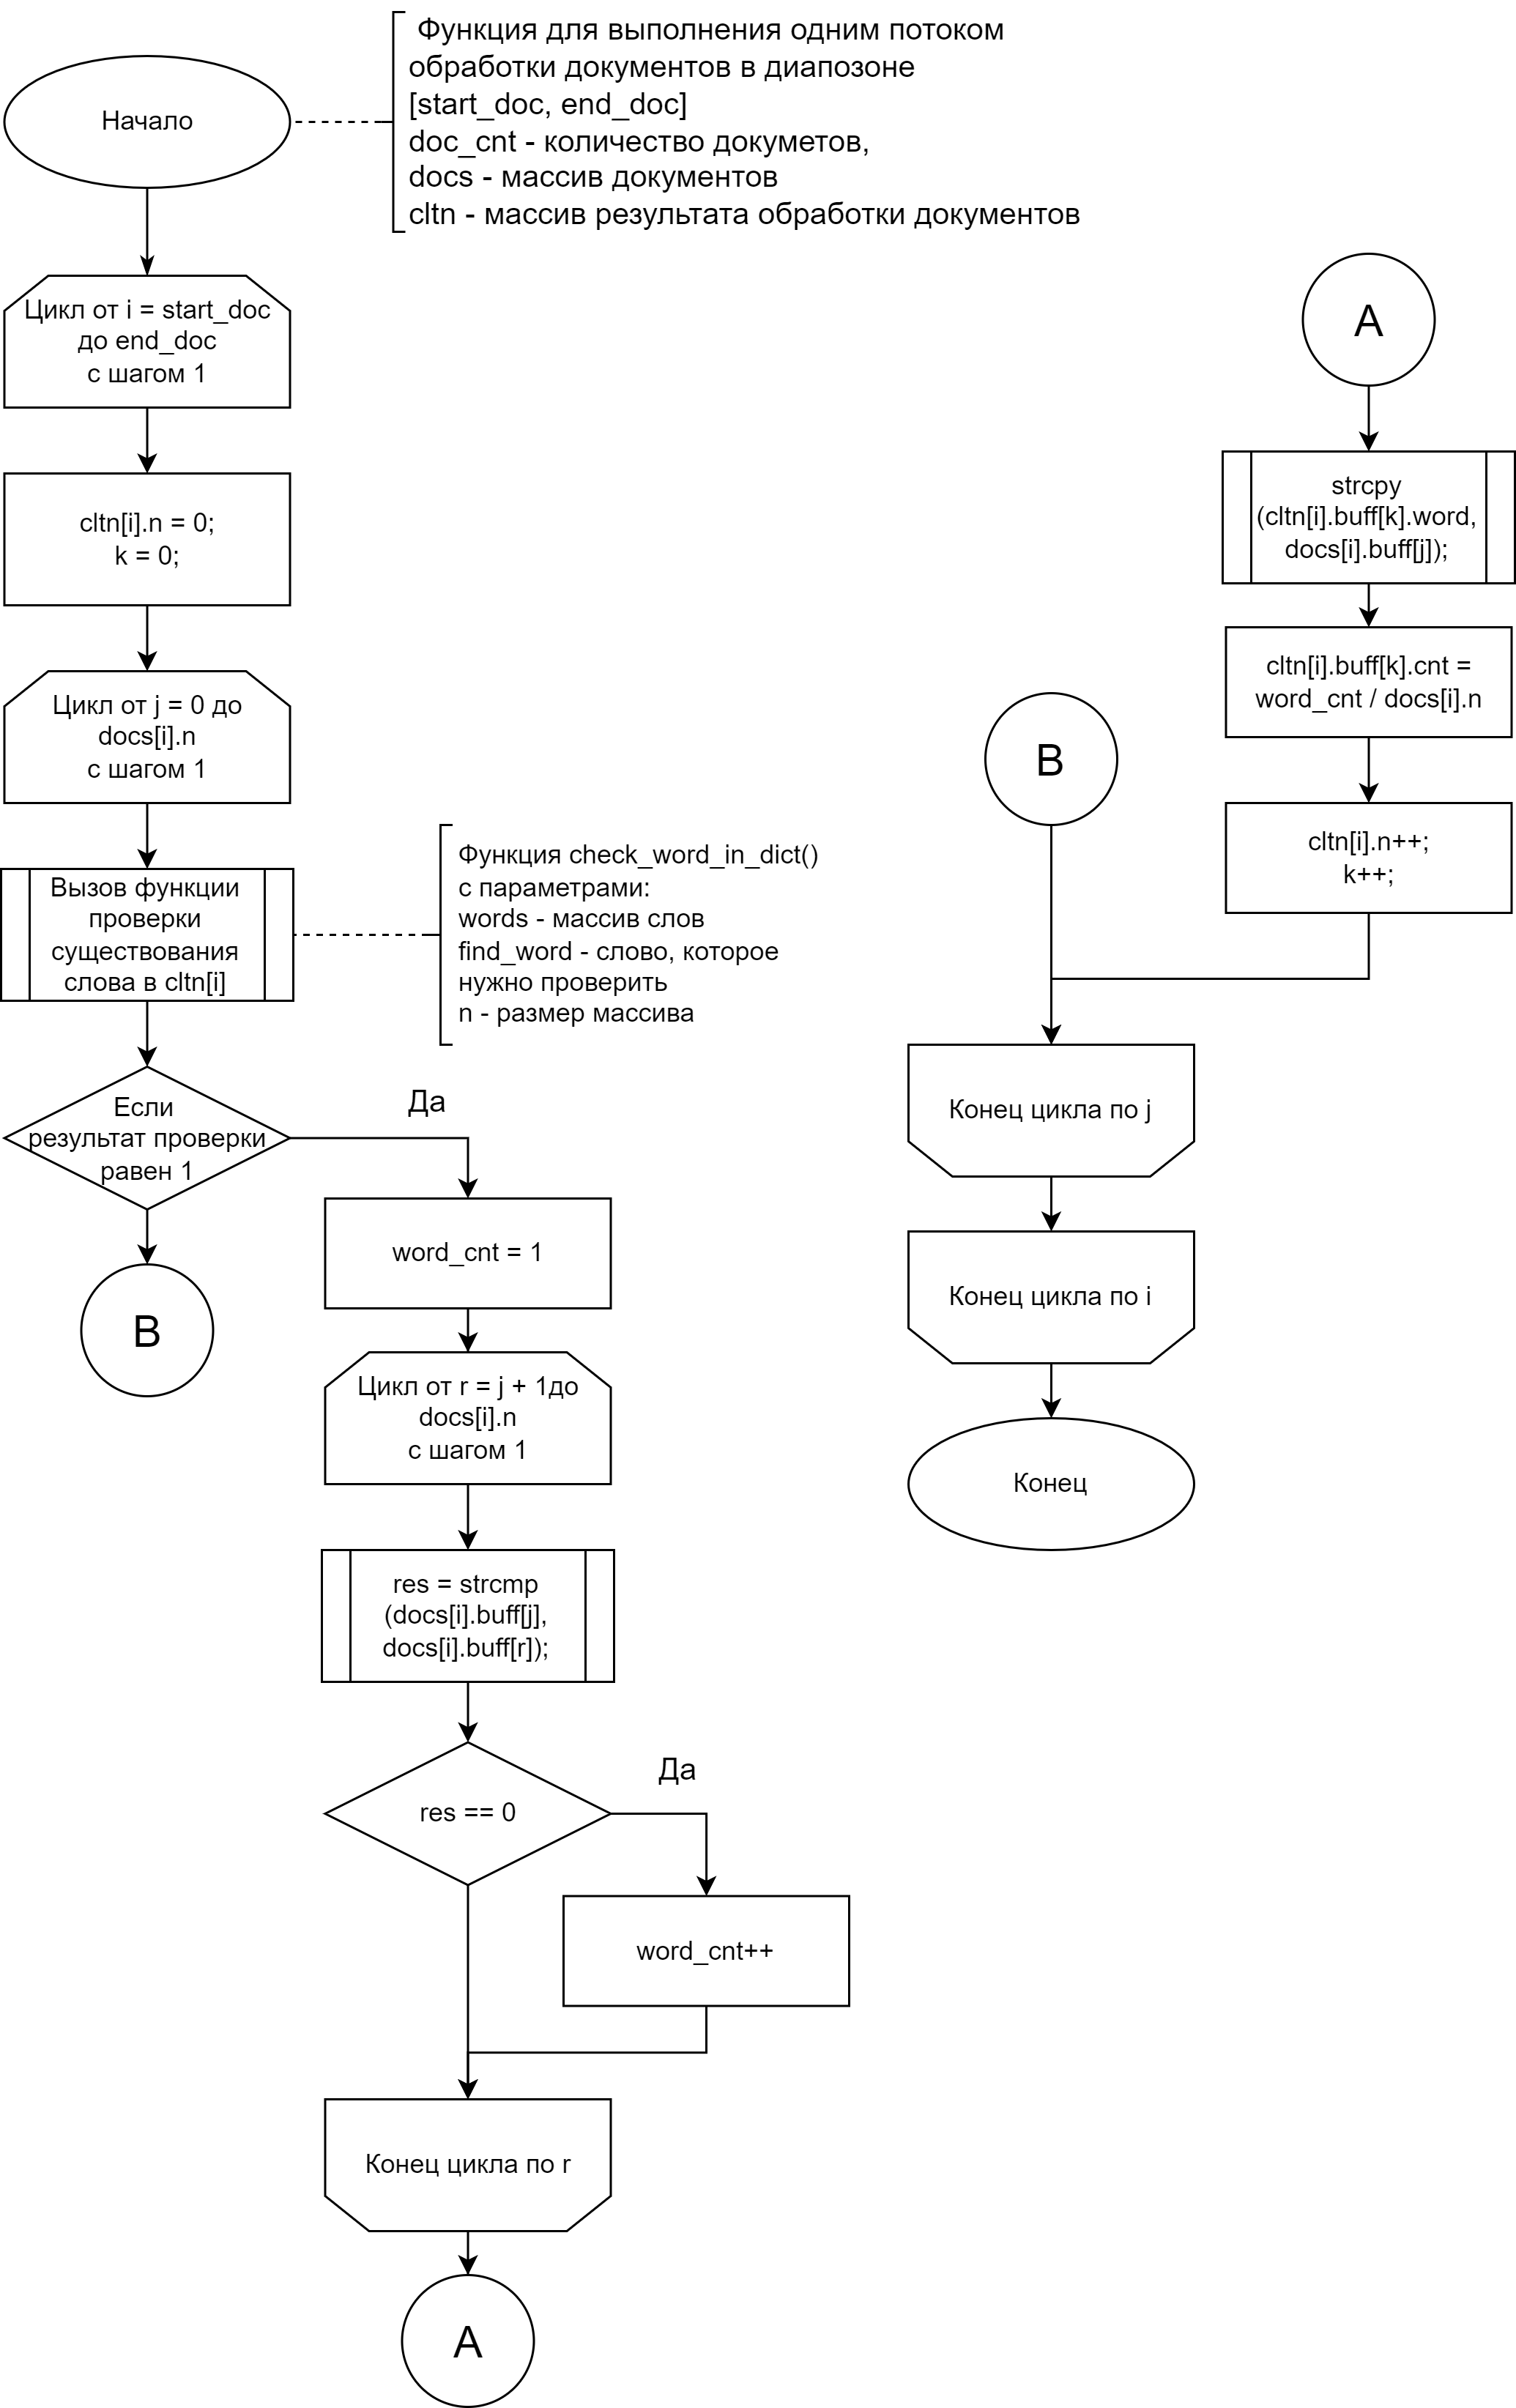 Начало
Функция для выполнения одним потоком
обработки документов в диапозоне
[start_doc, end_doc]
doc_cnt - количество докуметов,
docs - массив документов
cltn - массив результата обработки документов
Цикл от i = start_doc
до end_doc
с шагом 1
cltn[i].n = 0;
k = 0;
Цикл от j = 0 до
docs[i].n
с шагом 1
Вызов функции
проверки
существования
слова в cltn[i]
Функция check_word_in_dict()
с параметрами:
words - массив слов
find_word - слово, которое
нужно проверить
n - размер массива
Если
результат проверки
равен 1
Да
B
word_cnt = 1
Цикл от r = j + 1до
docs[i].n
с шагом 1
res = strcmp
(docs[i].buff[j],
docs[i].buff[r]);
res == 0
Да
word_cnt++
Конец цикла по r
A
A
strcpy
(cltn[i].buff[k].word,
docs[i].buff[j]);
cltn[i].buff[k].cnt =
word_cnt / docs[i].n
cltn[i].n++;
k++;
B
Конец цикла по j
Конец цикла по i
Конец